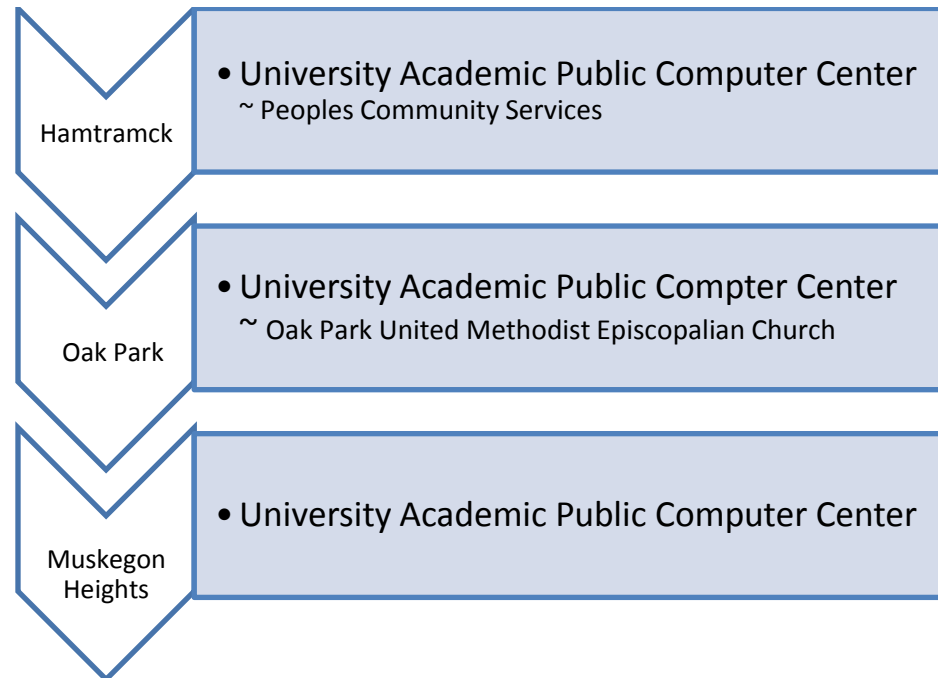 Hamtramck
• University Academic Public Computer Center
~ Peoples Community Services
Oak Park
• University Academic Public Compter Center
~ Oak Park United Methodist Episcopalian Church
Muskegon
Heights
• University Academic Public Computer Center